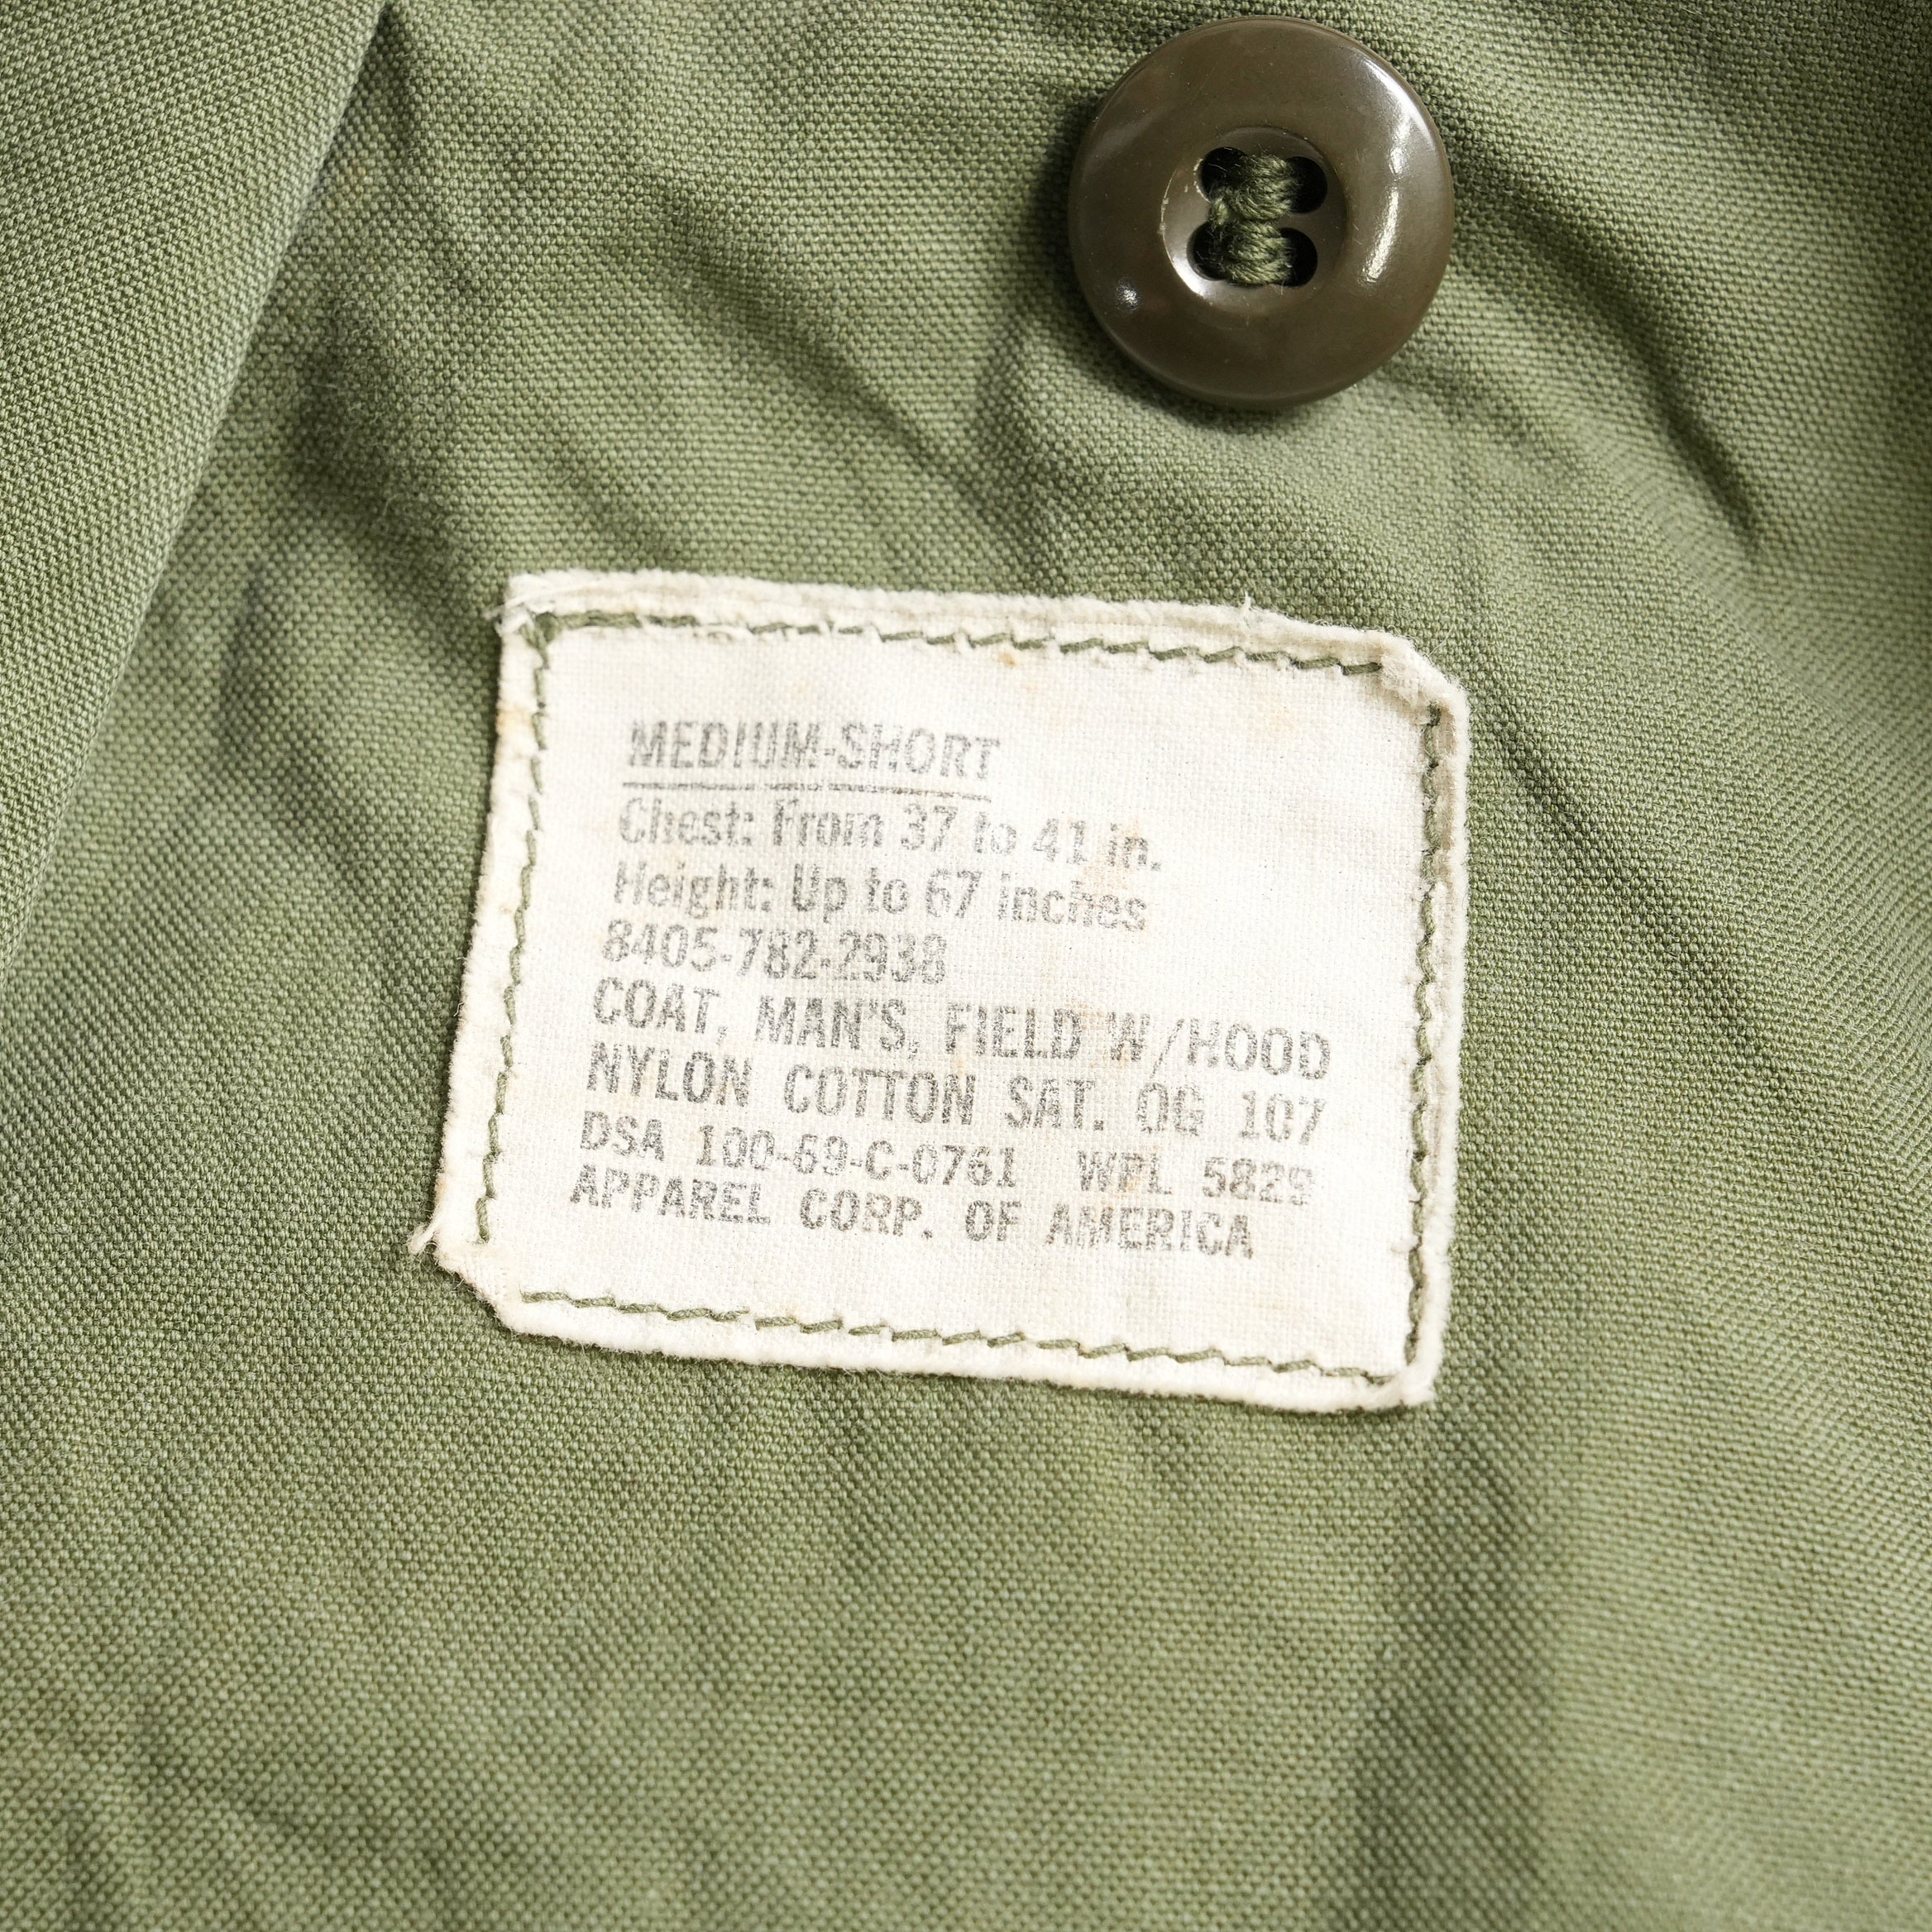 MEDIUM-SHORT
Chest: From 37 to 41 in.
Height: Up to 67 inches
8405-782-2938
COAT, MAN'S, FIELD W/HOOD
NYLON COTTON SAT. OG 107
DSA 100-69-C-0761 WPL 5829
APPAREL CORP. OF AMERICA